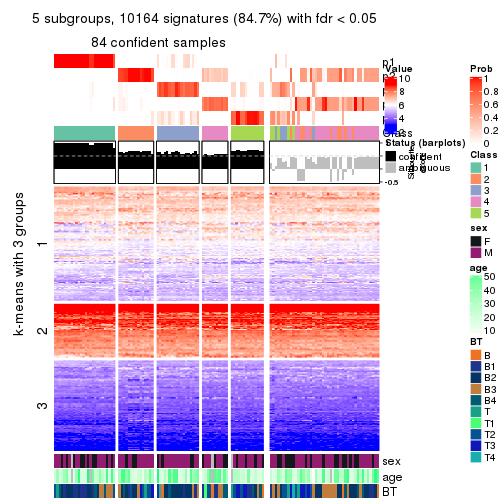 5 subgroups, 10164 signatures (84.7%) with fdr < 0.05
84 confident samples
p1
Class
k-means with 3 groups
1
2
3
sex
age
BT
Value
10
8
6
4
Status (barplots)
confident
ambiguous
-0.5
Prob
1
0.8
0.6
0.4
0.2
0
Class
1
2
3
4
5
sex
F
M
age
50
40
30
20
10
BT
B
B1
B2
B3
B4
T
T1
T2
T3
T4